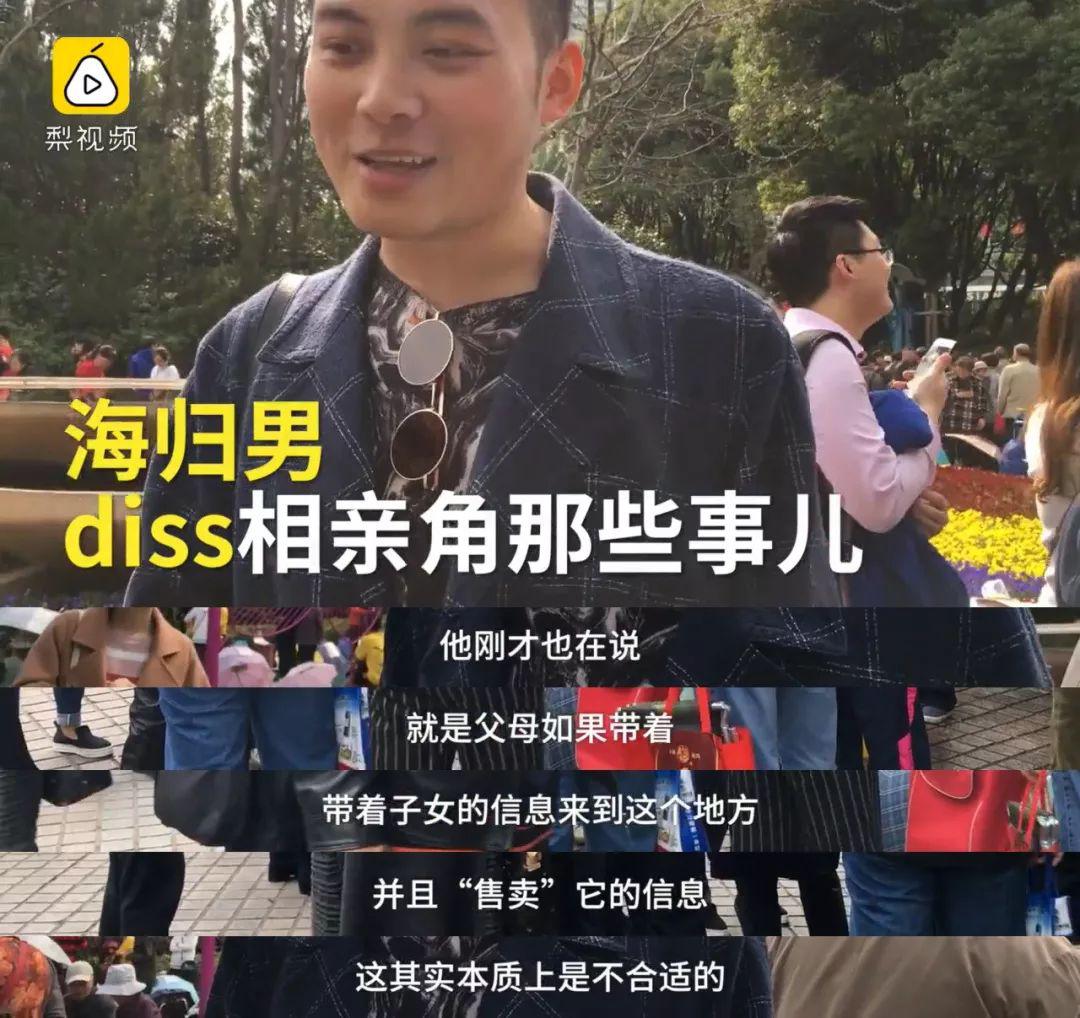 梨视频
海归男
diss相亲角那些事儿
他刚才也在说
就是父母如果带着
带着子女的信息来到这个地方
并且“售卖”它的信息
这其实本质上是不合适的